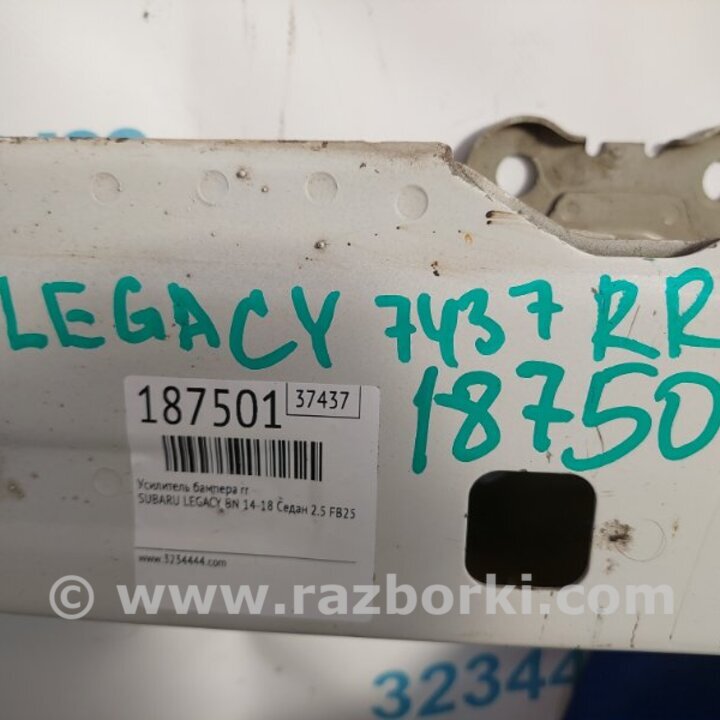 LEGACY 7437 RR
18750
187501 37437
Усилитель бампера rr
SUBARU LEGACY BN 14-18 Седан 2.5 FB25
www.3234444.com
© www.razborki.com
32344